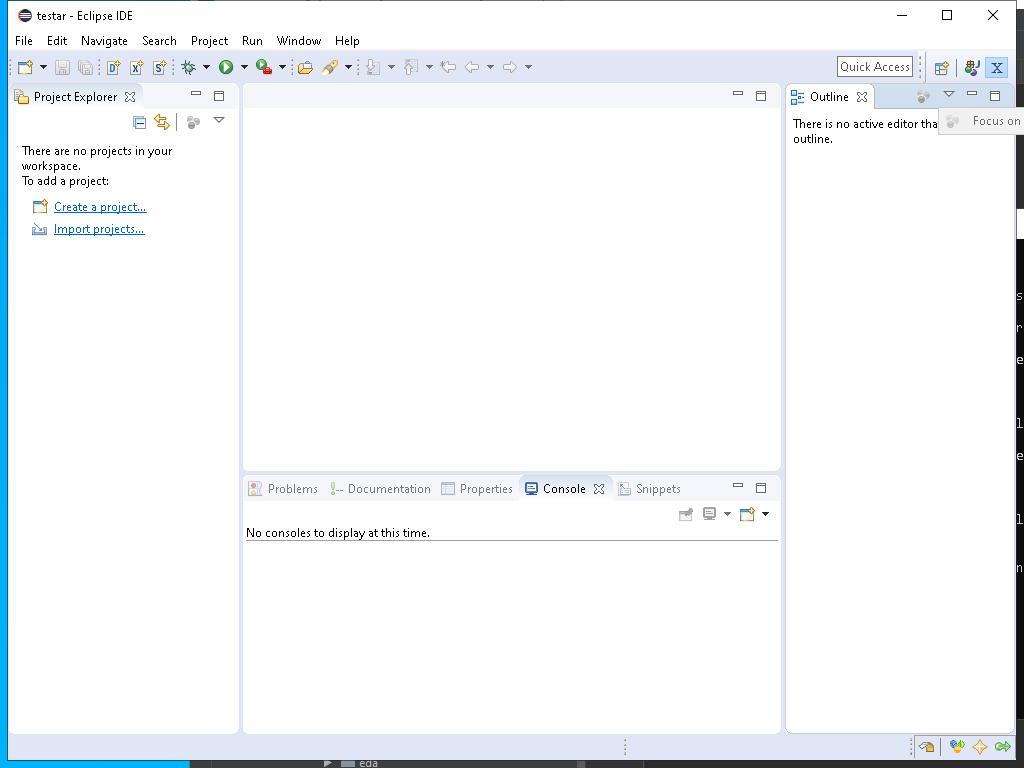 testar - Eclipse IDE
File Edit Navigate Search Project Run Window Help
Quick Access
Project Explorer
There are no projects in your
workspace.
To add a project:
Create a project...
Import projects...
Outline
There is no active editor tha
outline.
Focus on
Problems Documentation Properties Console Snippets
No consoles to display at this time.
s
r
e
l
e
l
n
eda